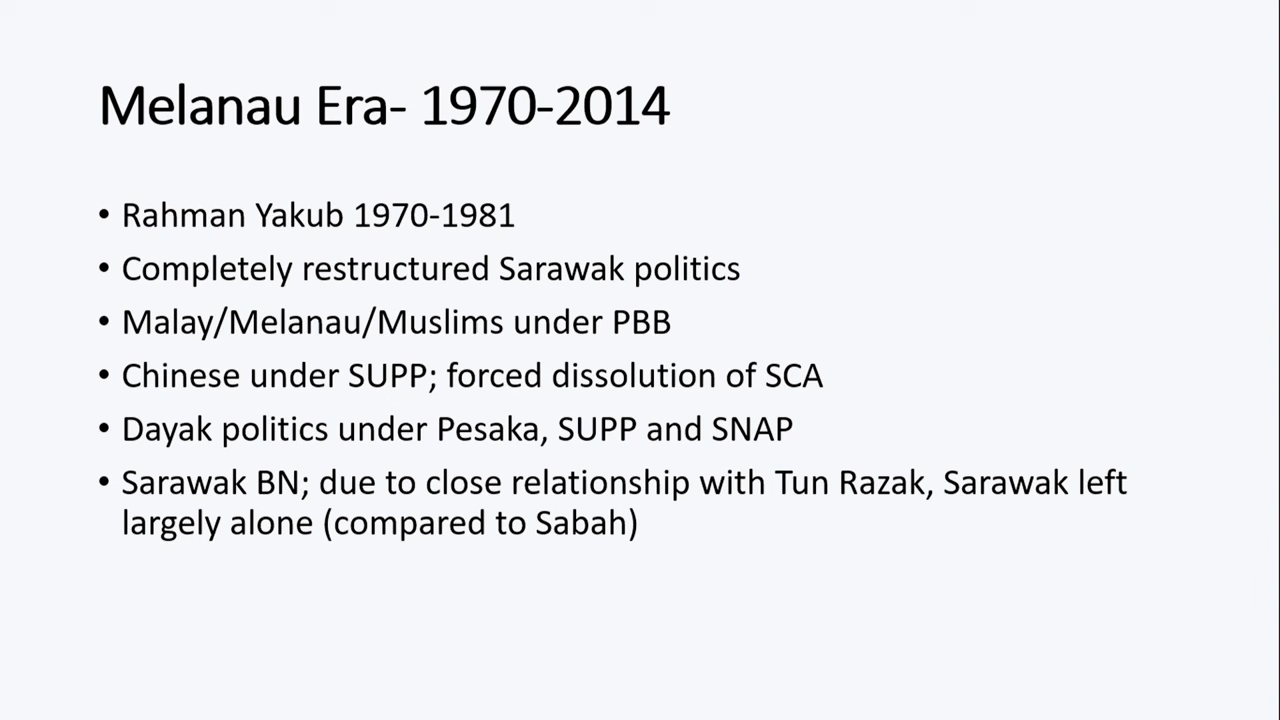 Melanau Era- 1970-2014
• Rahman Yakub 1970-1981
• Completely restructured Sarawak politics
• Malay/Melanau/Muslims under PBB
• Chinese under SUPP; forced dissolution of SCA
• Dayak politics under Pesaka, SUPP and SNAP
• Sarawak BN; due to close relationship with Tun Razak, Sarawak left
largely alone (compared to Sabah)